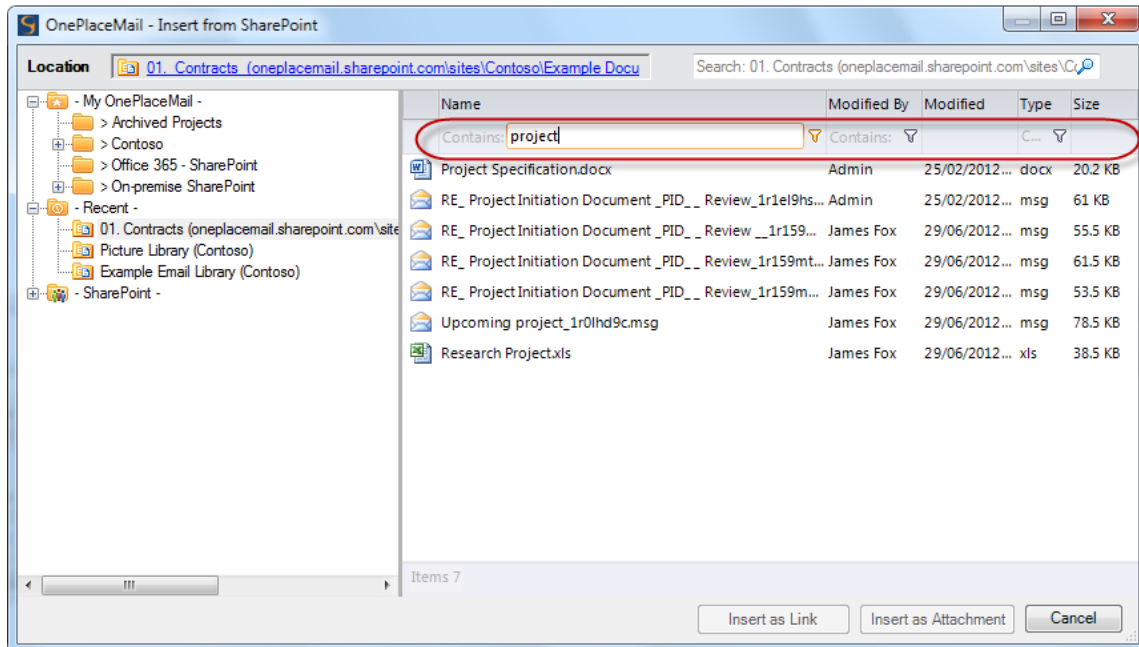 OnePlaceMail - Insert from SharePoint
Location 01. Contracts (oneplacemail.sharepoint.com\sites\Contoso\Example Docu Search: 01. Contracts (oneplacemail.sharepoint.com\sites\Co
- My OnePlaceMail -
> Archived Projects
> Contoso
> Office 365 - SharePoint
> On-premise SharePoint
- Recent -
01. Contracts (oneplacemail.sharepoint.com\site
Picture Library (Contoso)
Example Email Library (Contoso)
- SharePoint -
Name Modified By Modified Type Size
Contains: project Contains: C...
Project Specification.docx Admin 25/02/2012... docx 20.2 KB
RE_ Project Initiation Document _PID_ _ Review_1r1el9hs... Admin 25/02/2012... msg 61 KB
RE_ Project Initiation Document _PID_ _ Review __1r159... James Fox 29/06/2012... msg 55.5 KB
RE_ Project Initiation Document _PID_ _ Review_1r159mt... James Fox 29/06/2012... msg 61.5 KB
RE_ Project Initiation Document _PID_ _ Review_1r159m... James Fox 29/06/2012... msg 53.5 KB
Upcoming project_1r0lhd9c.msg James Fox 29/06/2012... msg 78.5 KB
Research Project.xls James Fox 29/06/2012... xls 38.5 KB
Items 7
Insert as Link Insert as Attachment Cancel